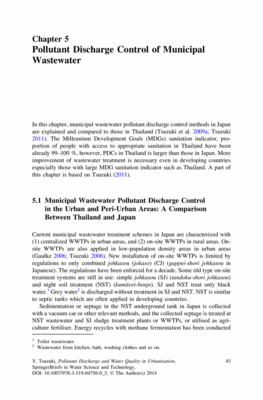 Chapter 5
Pollutant Discharge Control of Municipal
Wastewater
In this chapter, municipal wastewater pollutant discharge control methods in Japan
are explained and compared to those in Thailand (Tsuzuki et al. 2009a; Tsuzuki
2011). The Millennium Development Goals (MDGs) sanitation indicator, pro-
portion of people with access to appropriate sanitation in Thailand have been
already 99–100 %, however, PDCs in Thailand is larger than those in Japan. More
improvement of wastewater treatment is necessary even in developing countries
especially those with large MDG sanitation indicator such as Thailand. A part of
this chapter is based on Tsuzuki (2011).
5.1 Municipal Wastewater Pollutant Discharge Control
in the Urban and Peri-Urban Areas: A Comparison
Between Thailand and Japan
Current municipal wastewater treatment schemes in Japan are characterized with
(1) centralized WWTPs in urban areas, and (2) on-site WWTPs in rural areas. On-
site WWTPs are also applied in low-population density areas in urban areas
(Gaulke 2006; Tsuzuki 2006). New installation of on-site WWTPs is limited by
regulations to only combined johkasou (jokaso) (CJ) (gappei-shori johkasou in
Japanese). The regulations have been enforced for a decade. Some old type on-site
treatment systems are still in use: simple johkasou (SJ) (tandoku-shori johkasou)
and night soil treatment (NST) (kumitori-benjo). SJ and NST treat only black
water.1 Grey water2 is discharged without treatment in SJ and NST. NST is similar
to septic tanks which are often applied in developing countries.
Sedimentation or septage in the NST underground tank in Japan is collected
with a vacuum car or other relevant methods, and the collected septage is treated at
NST wastewater and SJ sludge treatment plants or WWTPs, or utilised as agri-
culture fertiliser. Energy recycles with methane fermentation has been conducted
1 Toilet wastewater.
2 Wastewater from kitchen, bath, washing clothes and so on.
Y. Tsuzuki, Pollutant Discharge and Water Quality in Urbanisation, 45
SpringerBriefs in Water Science and Technology,
DOI: 10.1007/978-3-319-04756-0_5, © The Author(s) 2014